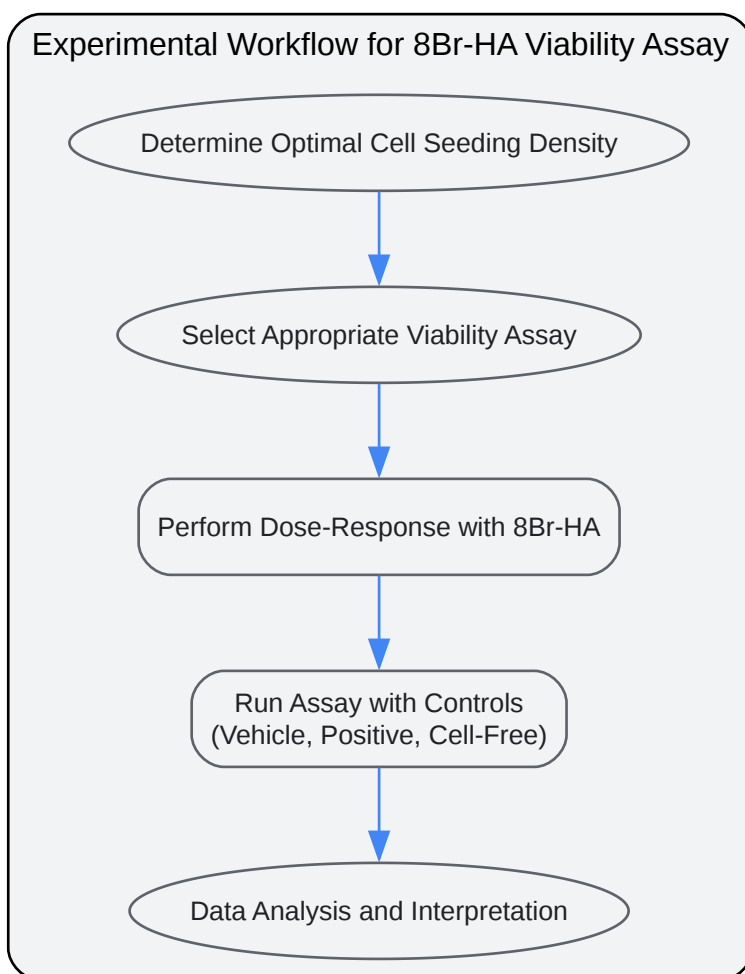 Experimental Workflow for 8Br-HA Viability Assay
Determine Optimal Cell Seeding Density
Select Appropriate Viability Assay
Perform Dose-Response with 8Br-HA
Run Assay with Controls
(Vehicle, Positive, Cell-Free)
Data Analysis and Interpretation